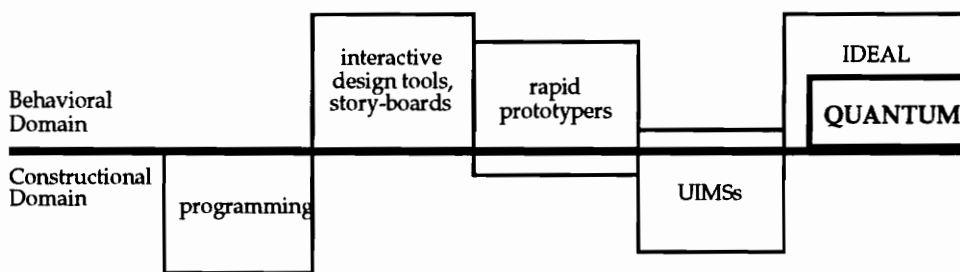 interactive
design tools,
story-boards
rapid
prototypers
IDEAL
QUANTUM
Behavioral
Domain
Constructional
Domain
programming
UIMSs